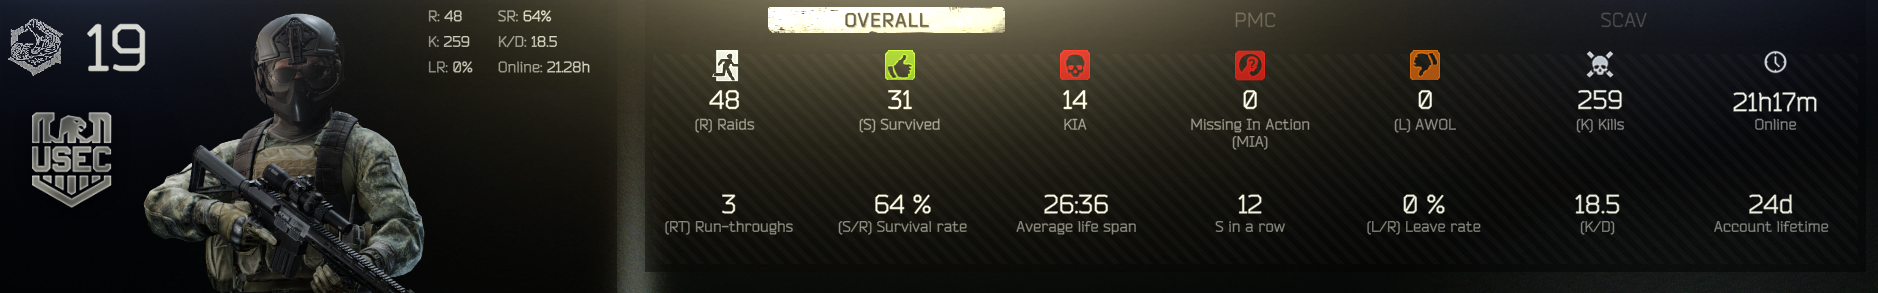 19
USEC
R: 48 SR: 64%
K: 259 K/D: 18.5
LR: 0% Online: 21.28h
OVERALL PMC SCAV
48 31 14 0 0 259 21h17m
(R) Raids (S) Survived KIA Missing In Action (L) AWOL (K) Kills Online
(MIA)
3 64 % 26:36 12 0 % 18.5 24d
(RT) Run-throughs (S/R) Survival rate Average life span S in a row (L/R) Leave rate (K/D) Account lifetime